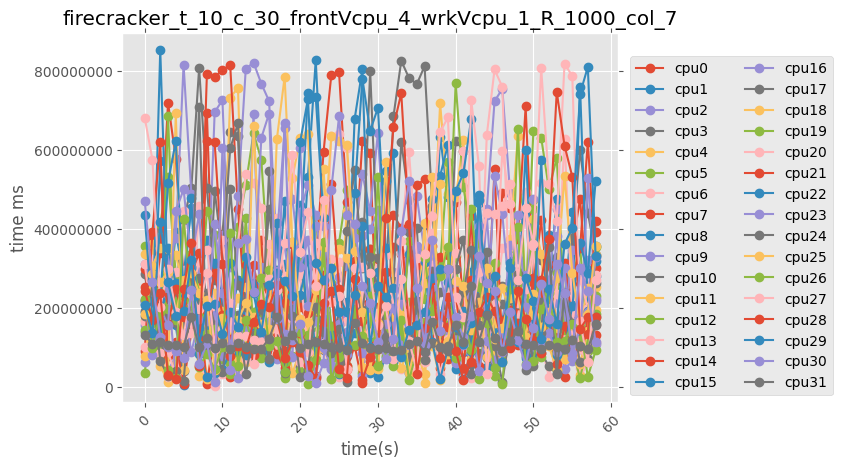 firecracker_t_10_c_30_frontVcpu_4_wrkVcpu_1_R_1000_col_7
time ms
800000000
600000000
400000000
200000000
0
0
10
20
30
40
50
60
time(s)
cpu0
cpu1
cpu2
cpu3
cpu4
cpu5
cpu6
cpu7
cpu8
cpu9
cpu10
cpu11
cpu12
cpu13
cpu14
cpu15
cpu16
cpu17
cpu18
cpu19
cpu20
cpu21
cpu22
cpu23
cpu24
cpu25
cpu26
cpu27
cpu28
cpu29
cpu30
cpu31